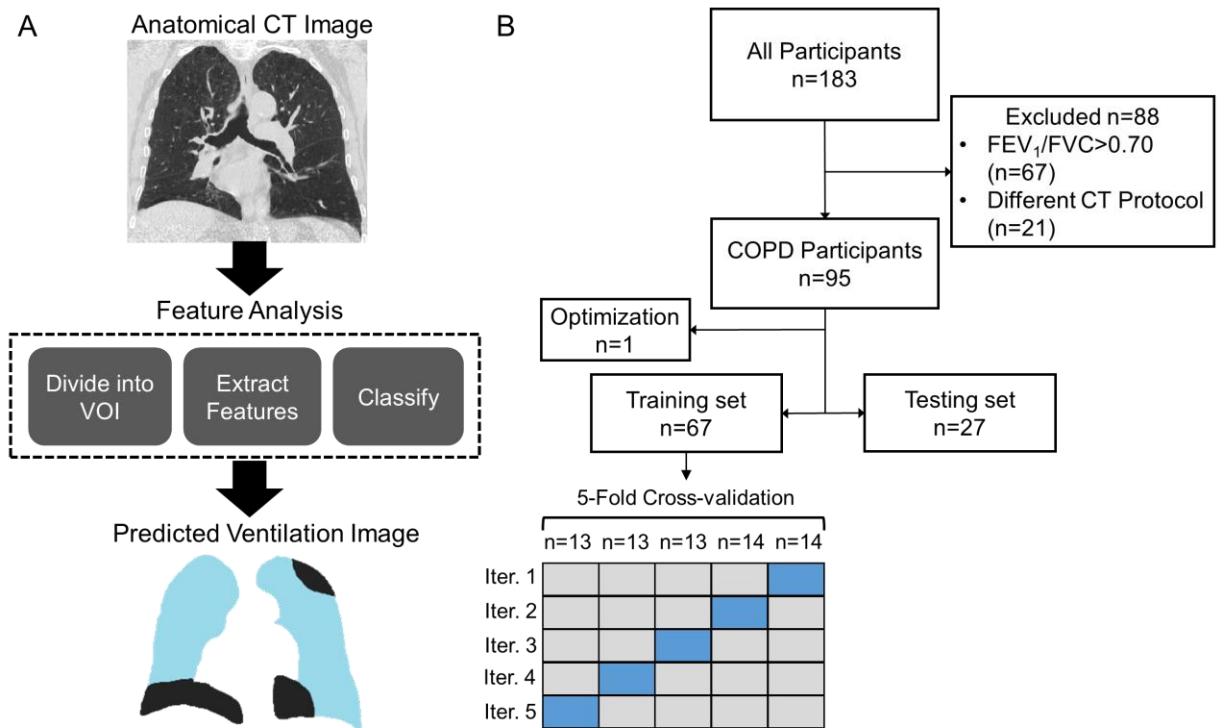 A
Anatomical CT Image
Feature Analysis
Divide into
VOI
Extract
Features
Classify
Predicted Ventilation Image
B
All Participants
n=183
Excluded n=88
• FEV₁/FVC>0.70
(n=67)
• Different CT Protocol
(n=21)
COPD Participants
n=95
Optimization
n=1
Training set
n=67
Testing set
n=27
5-Fold Cross-validation
n=13 n=13 n=13 n=14 n=14
Iter. 1
Iter. 2
Iter. 3
Iter. 4
Iter. 5